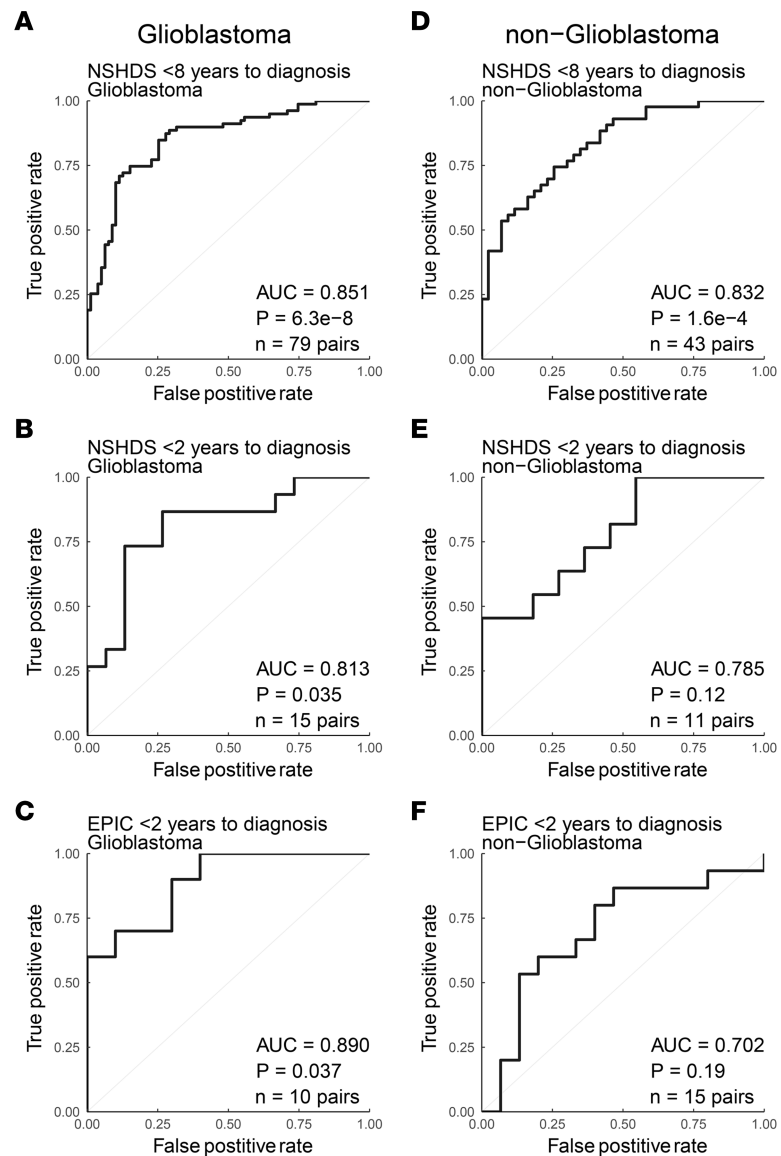 A
Glioblastoma
NSHDS <8 years to diagnosis
Glioblastoma
1.00
0.75
0.50
0.25
0.00
True positive rate
AUC = 0.851
P = 6.3e−8
n = 79 pairs
0.00 0.25 0.50 0.75 1.00
False postitive rate
D
non−Glioblastoma
NSHDS <8 years to diagnosis
non−Glioblastoma
1.00
0.75
0.50
0.25
0.00
True positive rate
AUC = 0.832
P = 1.6e−4
n = 43 pairs
0.00 0.25 0.50 0.75 1.00
False postitive rate
B
NSHDS <2 years to diagnosis
Glioblastoma
1.00
0.75
0.50
0.25
0.00
True positive rate
AUC = 0.813
P = 0.035
n = 15 pairs
0.00 0.25 0.50 0.75 1.00
False postitive rate
E
NSHDS <2 years to diagnosis
non−Glioblastoma
1.00
0.75
0.50
0.25
0.00
True positive rate
AUC = 0.785
P = 0.12
n = 11 pairs
0.00 0.25 0.50 0.75 1.00
False postitive rate
C
EPIC <2 years to diagnosis
Glioblastoma
1.00
0.75
0.50
0.25
0.00
True positive rate
AUC = 0.890
P = 0.037
n = 10 pairs
0.00 0.25 0.50 0.75 1.00
False postitive rate
F
EPIC <2 years to diagnosis
non−Glioblastoma
1.00
0.75
0.50
0.25
0.00
True positive rate
AUC = 0.702
P = 0.19
n = 15 pairs
0.00 0.25 0.50 0.75 1.00
False postitive rate